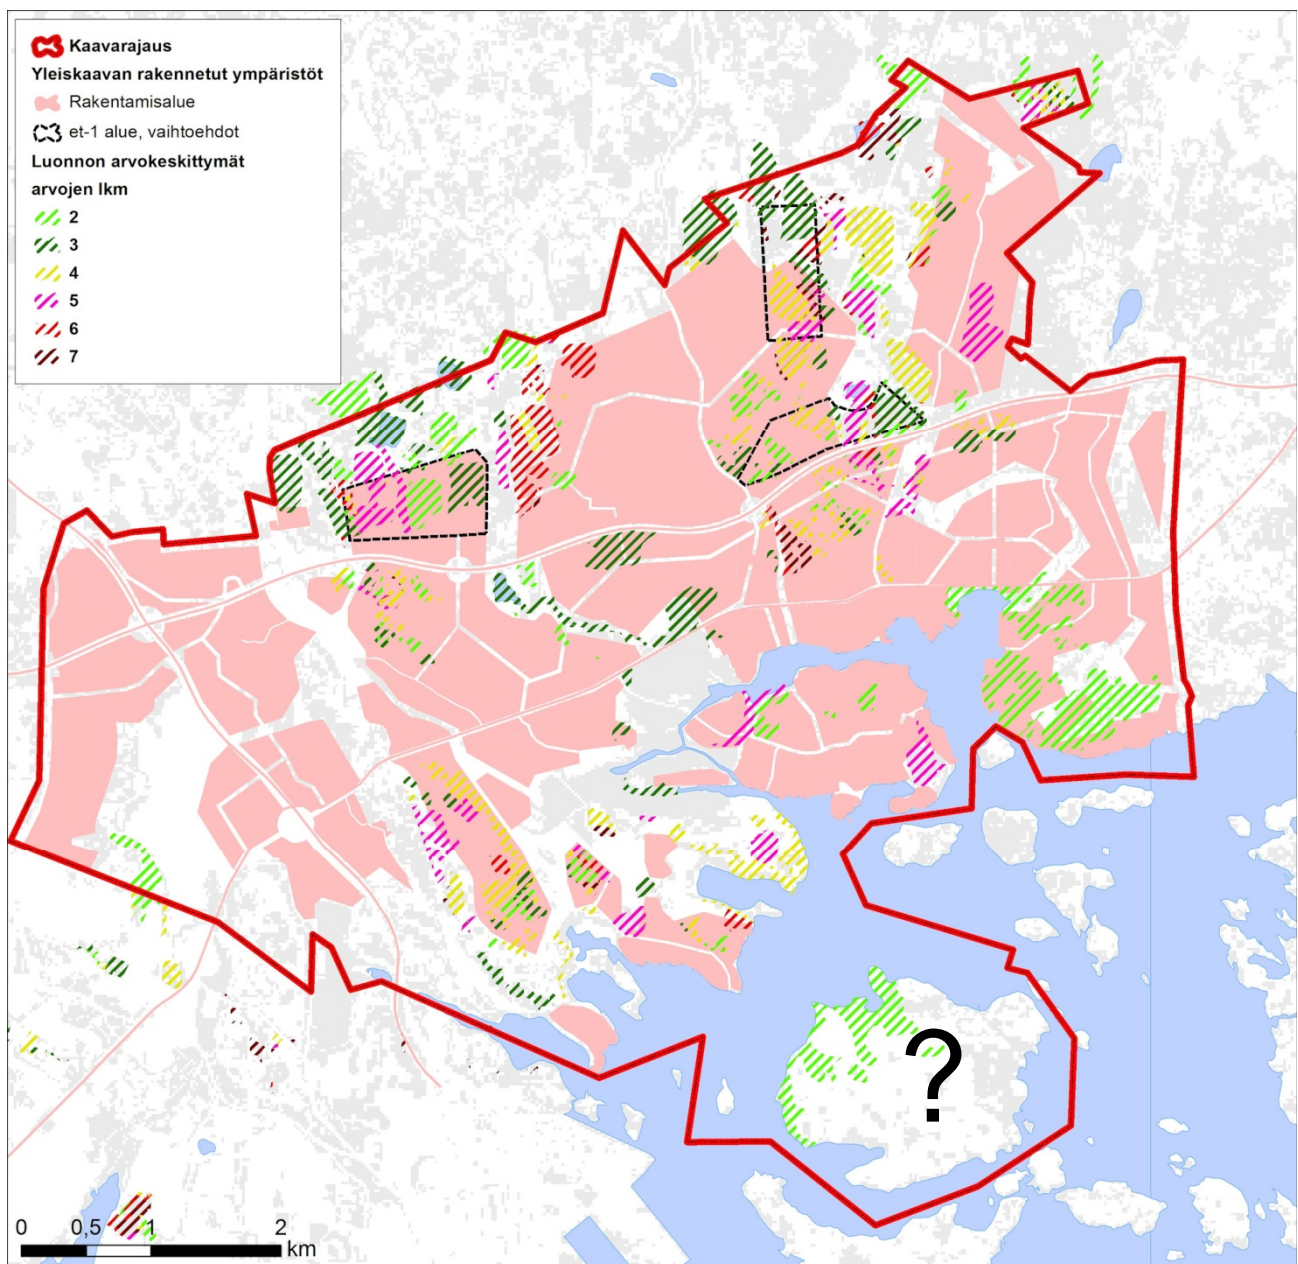 Kaavarajaus
Yleiskaavan rakennetut ympäristöt
Rakentamisalue
et-1 alue, vaihtoehdot
Luonnon arvokeskittymät
arvojen lkm
2
3
4
5
6
7
?
0 0,5 1 2
km